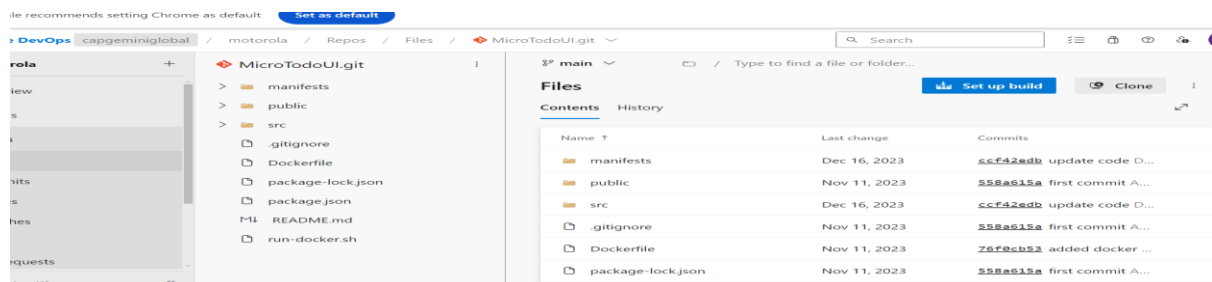 le recommends setting Chrome as default Set as default
DevOps capgeminiglobal / motorola / Repos / Files / MicroTodoUI.git Search
rola +
iew
s
s
nits
es
hes
equests
MicroTodoUI.git
manifests
public
src
.gitignore
Dockerfile
package-lock.json
package.json
M↓ README.md
run-docker.sh
main / Type to find a file or folder...
Files Set up build Clone
Contents History
Name ↑ Last change Commits
manifests Dec 16, 2023 ccf42edb update code D...
public Nov 11, 2023 558a615a first commit A...
src Dec 16, 2023 ccf42edb update code D...
.gitignore Nov 11, 2023 558a615a first commit A...
Dockerfile Nov 11, 2023 76f0cb53 added docker ...
package-lock.json Nov 11, 2023 558a615a first commit A...